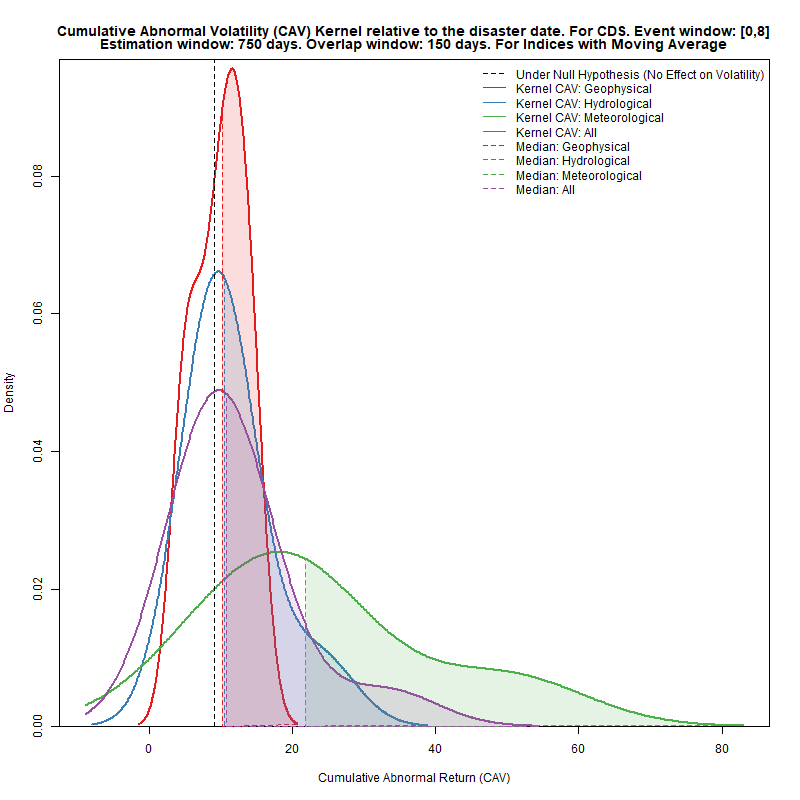 Cumulative Abnormal Volatility (CAV) Kernel relative to the disaster date. For CDS. Event window: [0,8]
Estimation window: 750 days. Overlap window: 150 days. For Indices with Moving Average
Under Null Hypothesis (No Effect on Volatility)
Kernel CAV: Geophysical
Kernel CAV: Hydrological
Kernel CAV: Meteorological
Kernel CAV: All
Median: Geophysical
Median: Hydrological
Median: Meteorological
Median: All
Density
0.08
0.06
0.04
0.02
0.00
0 20 40 60 80
Cumulative Abnormal Return (CAV)